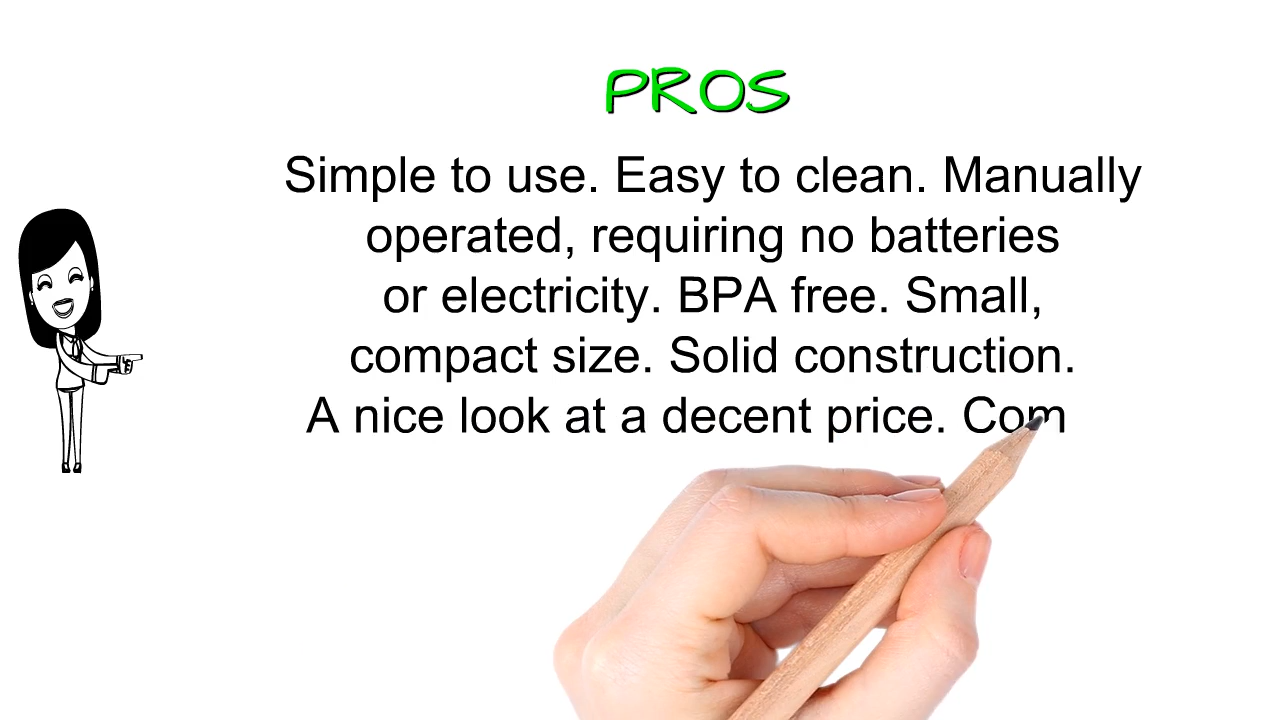 PROS
Simple to use. Easy to clean. Manually
operated, requiring no batteries
or electricity. BPA free. Small,
compact size. Solid construction.
A nice look at a decent price. Com